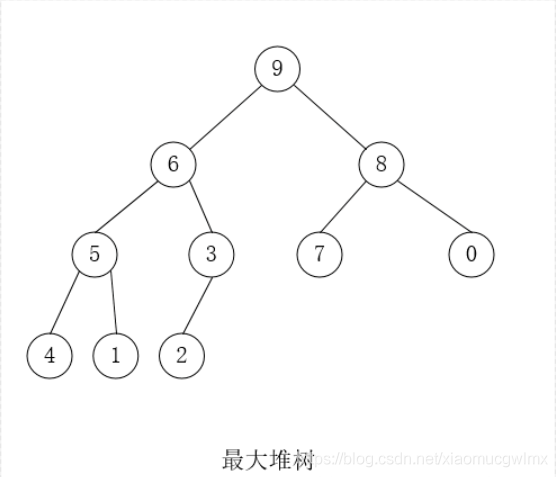 9
6 8
5 3 7 0
4 1 2
最大堆树
https://blog.csdn.net/xiaomucgwlmx